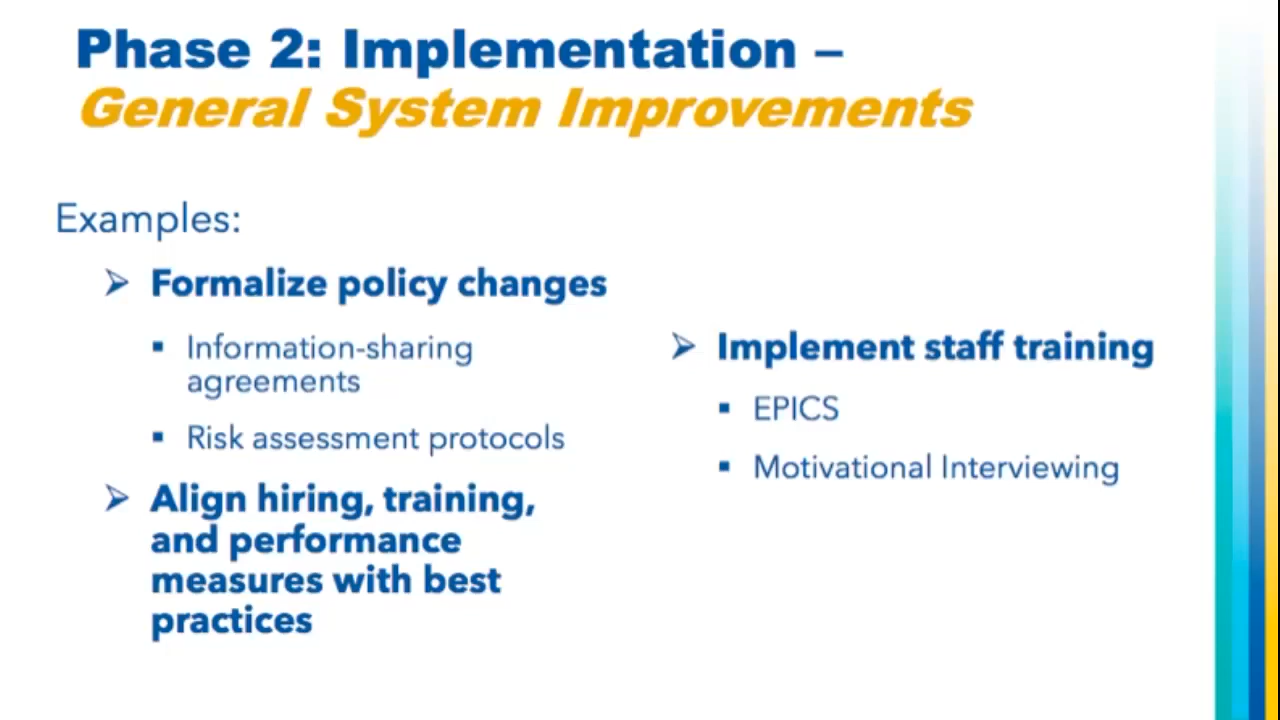 Phase 2: Implementation –
General System Improvements
Examples:
➢ Formalize policy changes
▪ Information-sharing
agreements
▪ Risk assessment protocols
➢ Align hiring, training,
and performance
measures with best
practices
➢ Implement staff training
▪ EPICS
▪ Motivational Interviewing